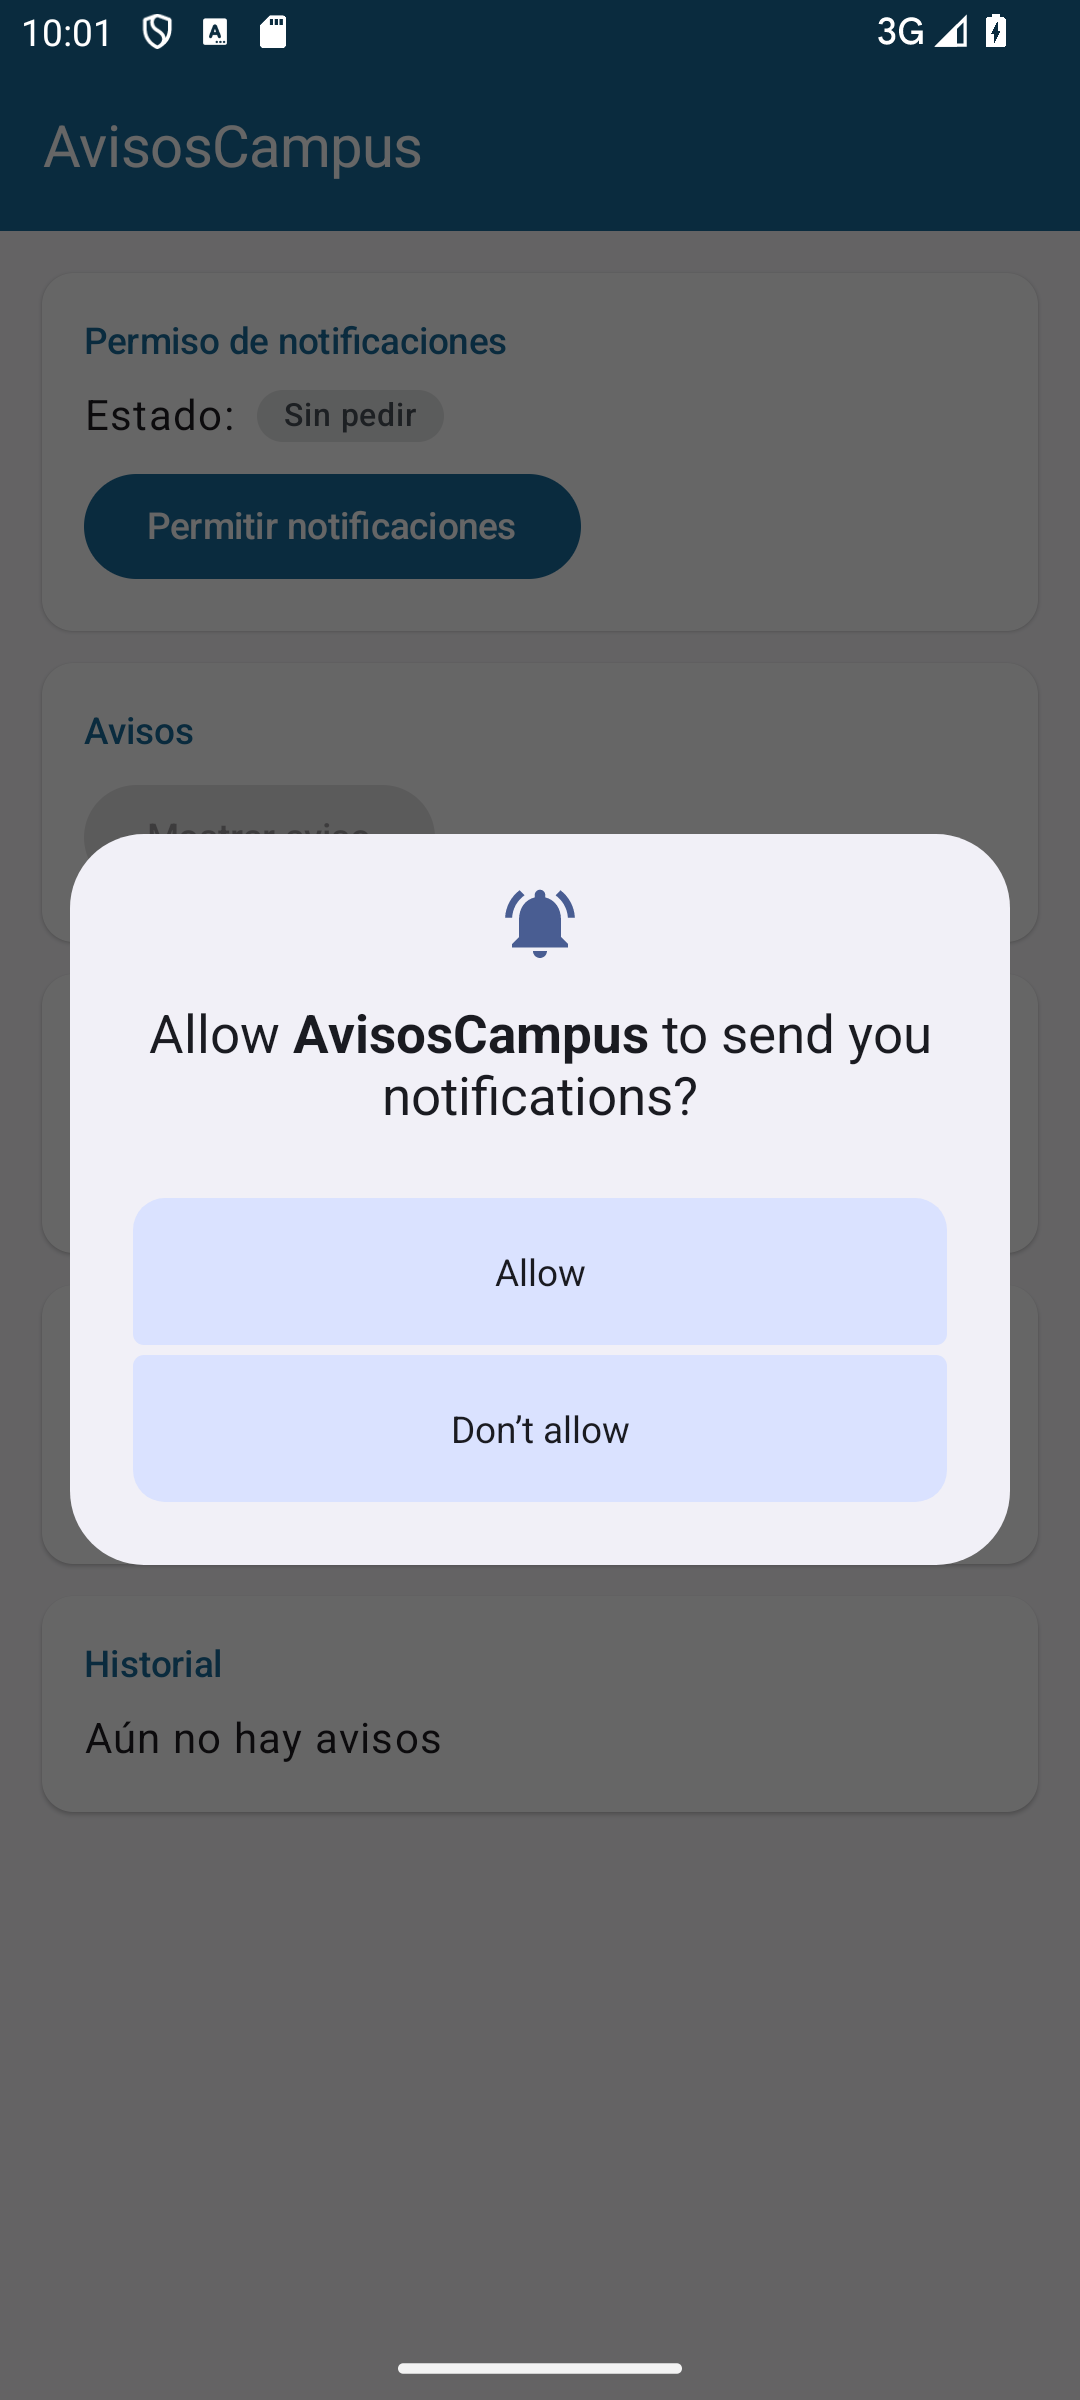 10:01
3G
AvisosCampus
Permiso de notificaciones
Estado: Sin pedir
Permitir notificaciones
Avisos
Allow AvisosCampus to send you
notifications?
Allow
Don’t allow
Historial
Aún no hay avisos